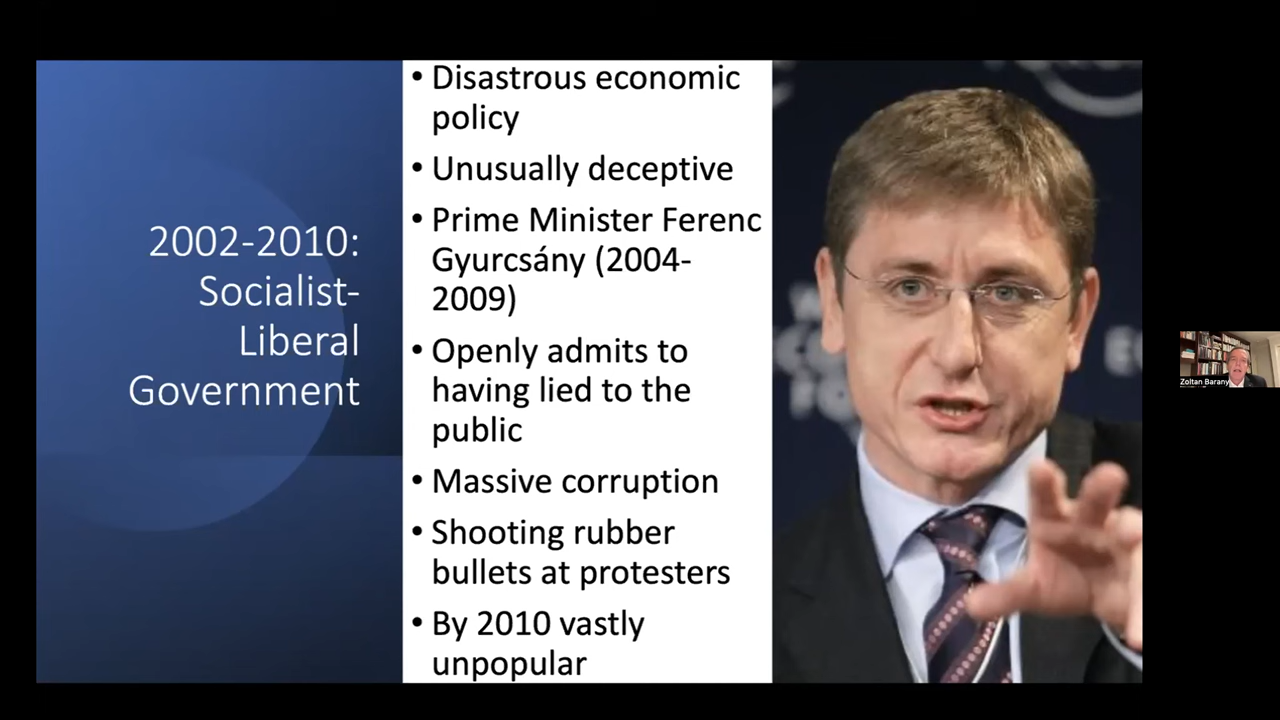 2002-2010:
Socialist-
Liberal
Government
• Disastrous economic
policy
• Unusually deceptive
• Prime Minister Ferenc
Gyurcsány (2004-
2009)
• Openly admits to
having lied to the
public
• Massive corruption
• Shooting rubber
bullets at protesters
• By 2010 vastly
unpopular
Zoltan Barany